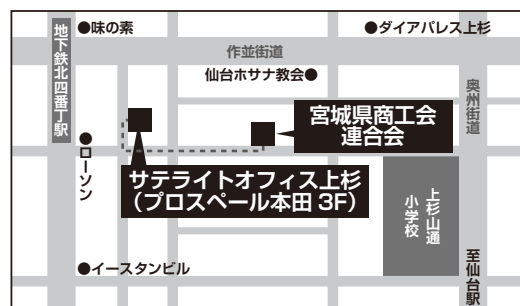 ●味の素
●ダイアパレス上杉
地下鉄北四番丁駅
作並街道
仙台ホサナ教会●
奥州街道
宮城県商工会
連合会
●ローソン
サテライトオフィス上杉
（プロスペール本田 3F）
上杉山通
小学校
●イースタンビル
至仙台駅